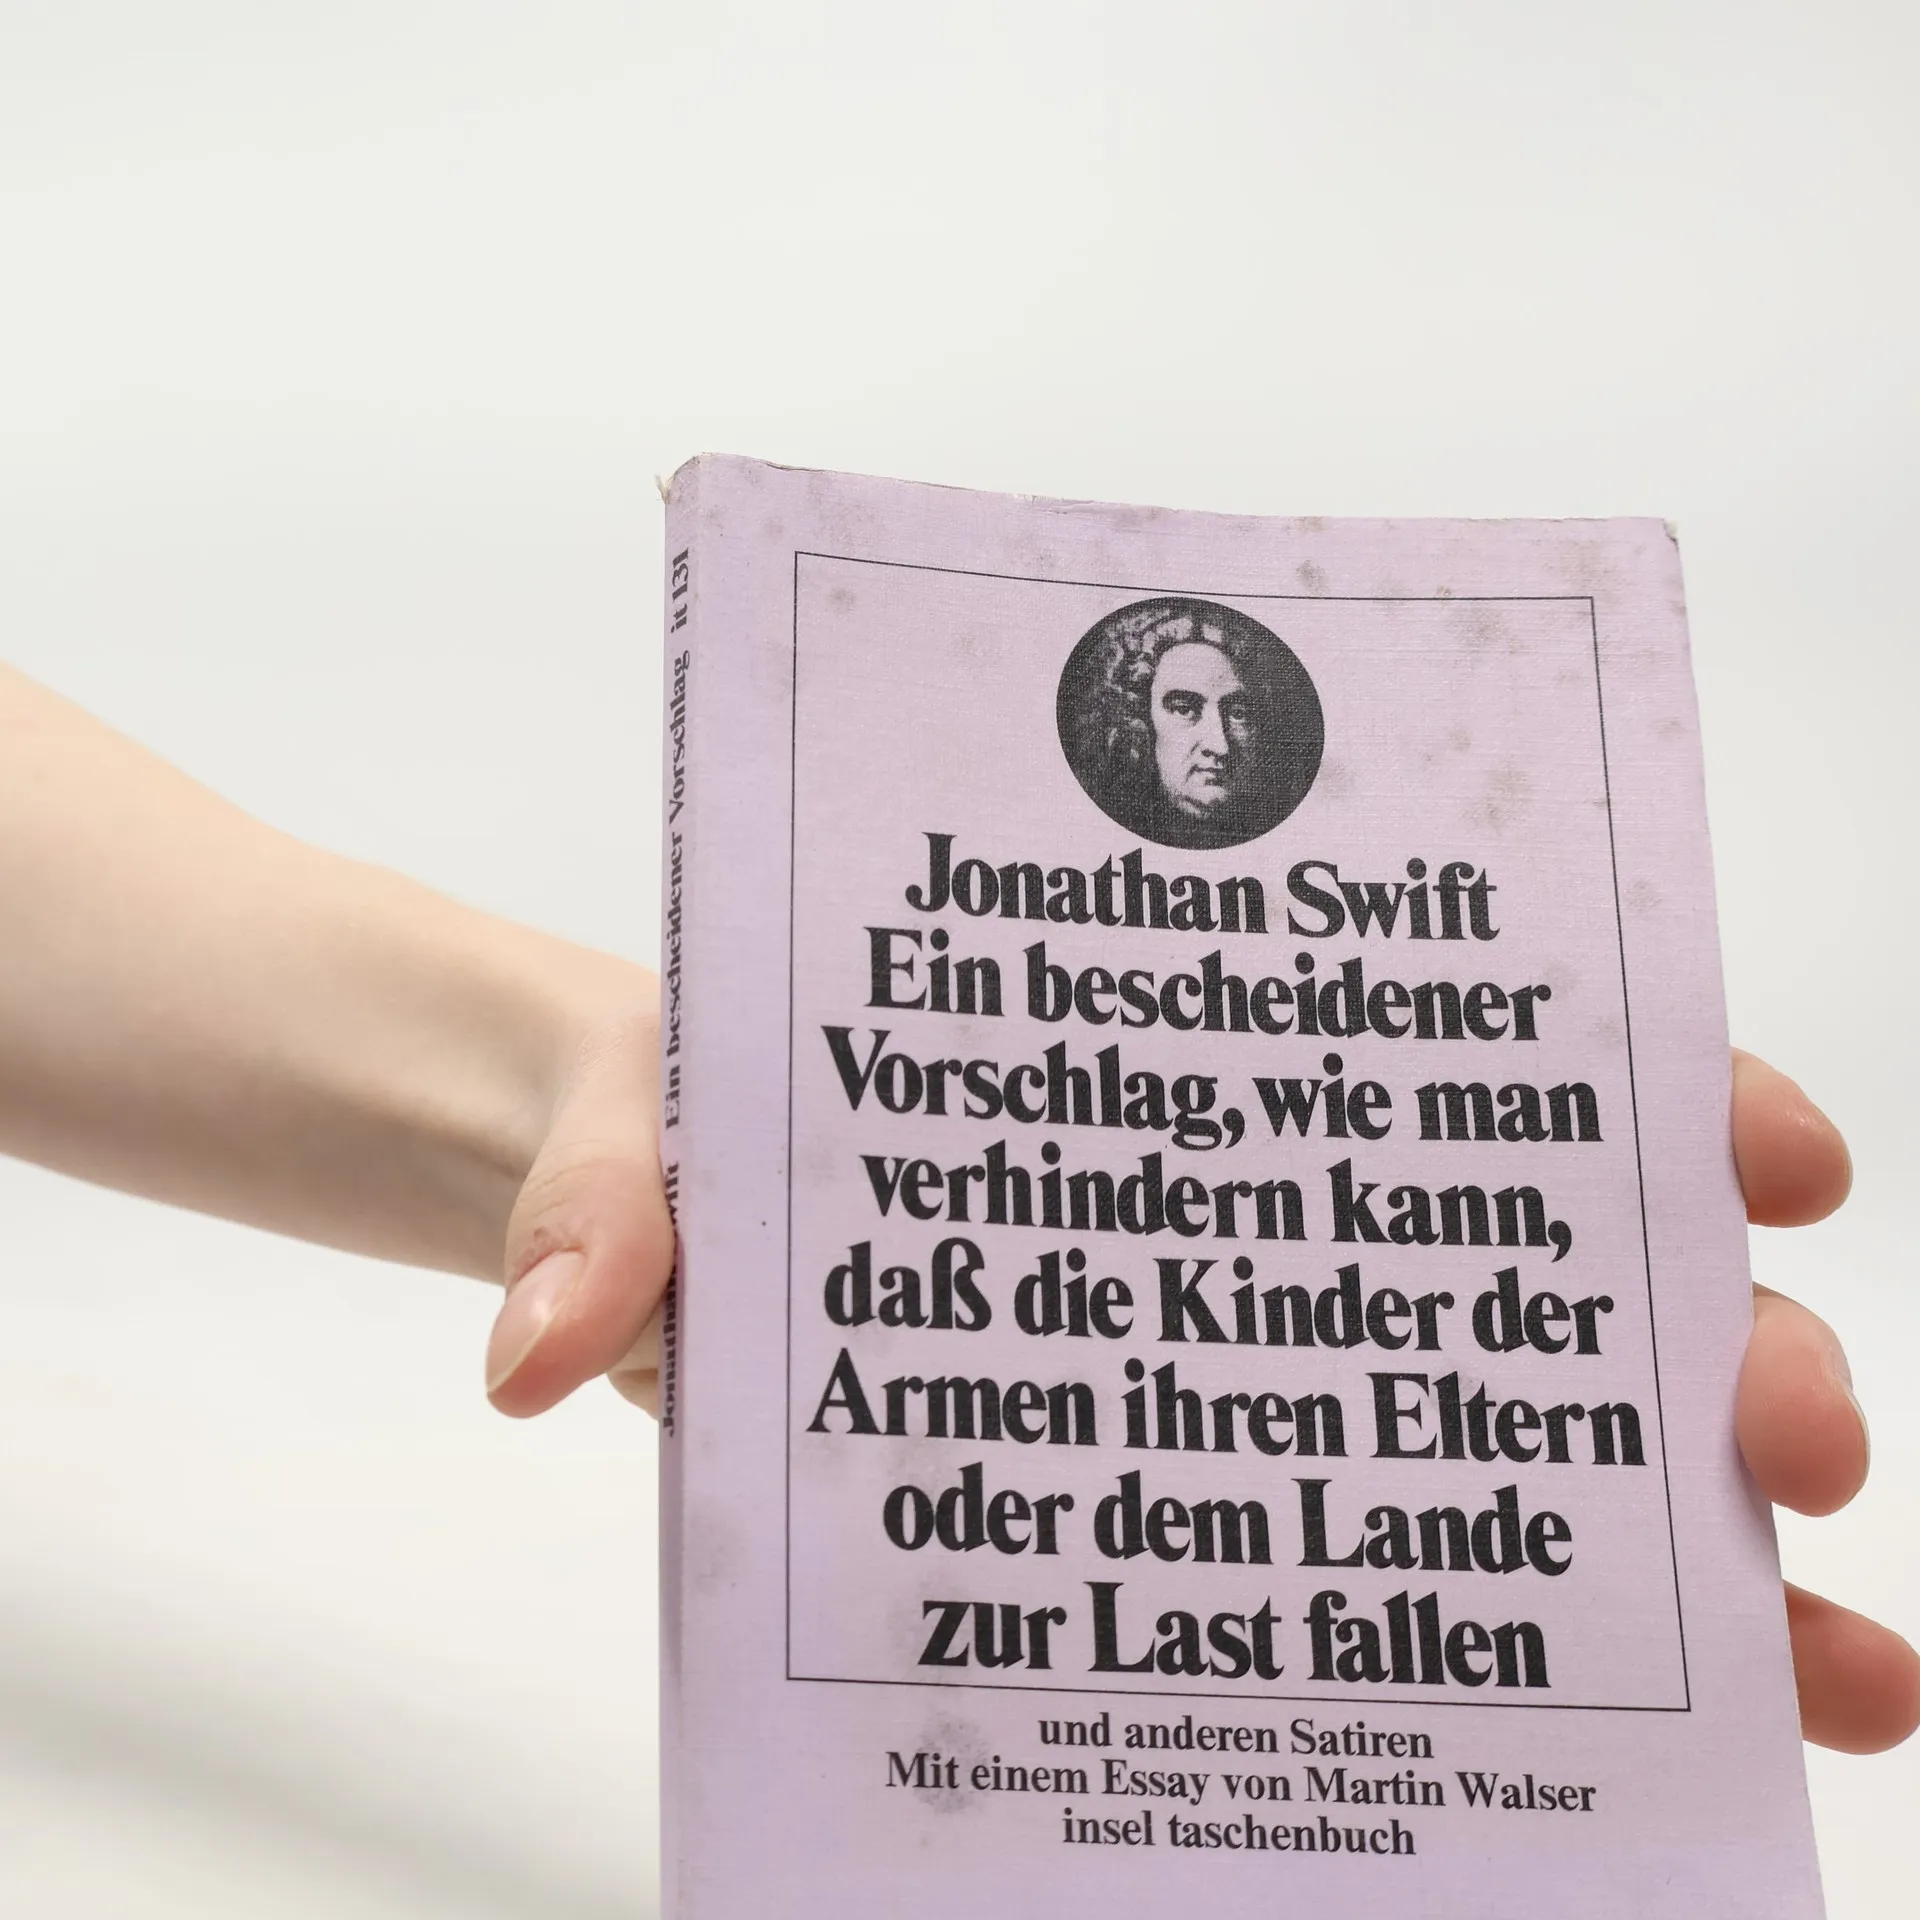 Jonathan Swift
Ein bescheidener
Vorschlag, wie man
verhindern kann,
daß die Kinder der
Armen ihren Eltern
oder dem Lande
zur Last fallen
und anderen Satiren
Mit einem Essay von Martin Walser
insel taschenbuch
Jonathan Swift Ein bescheidener Vorschlag it 131